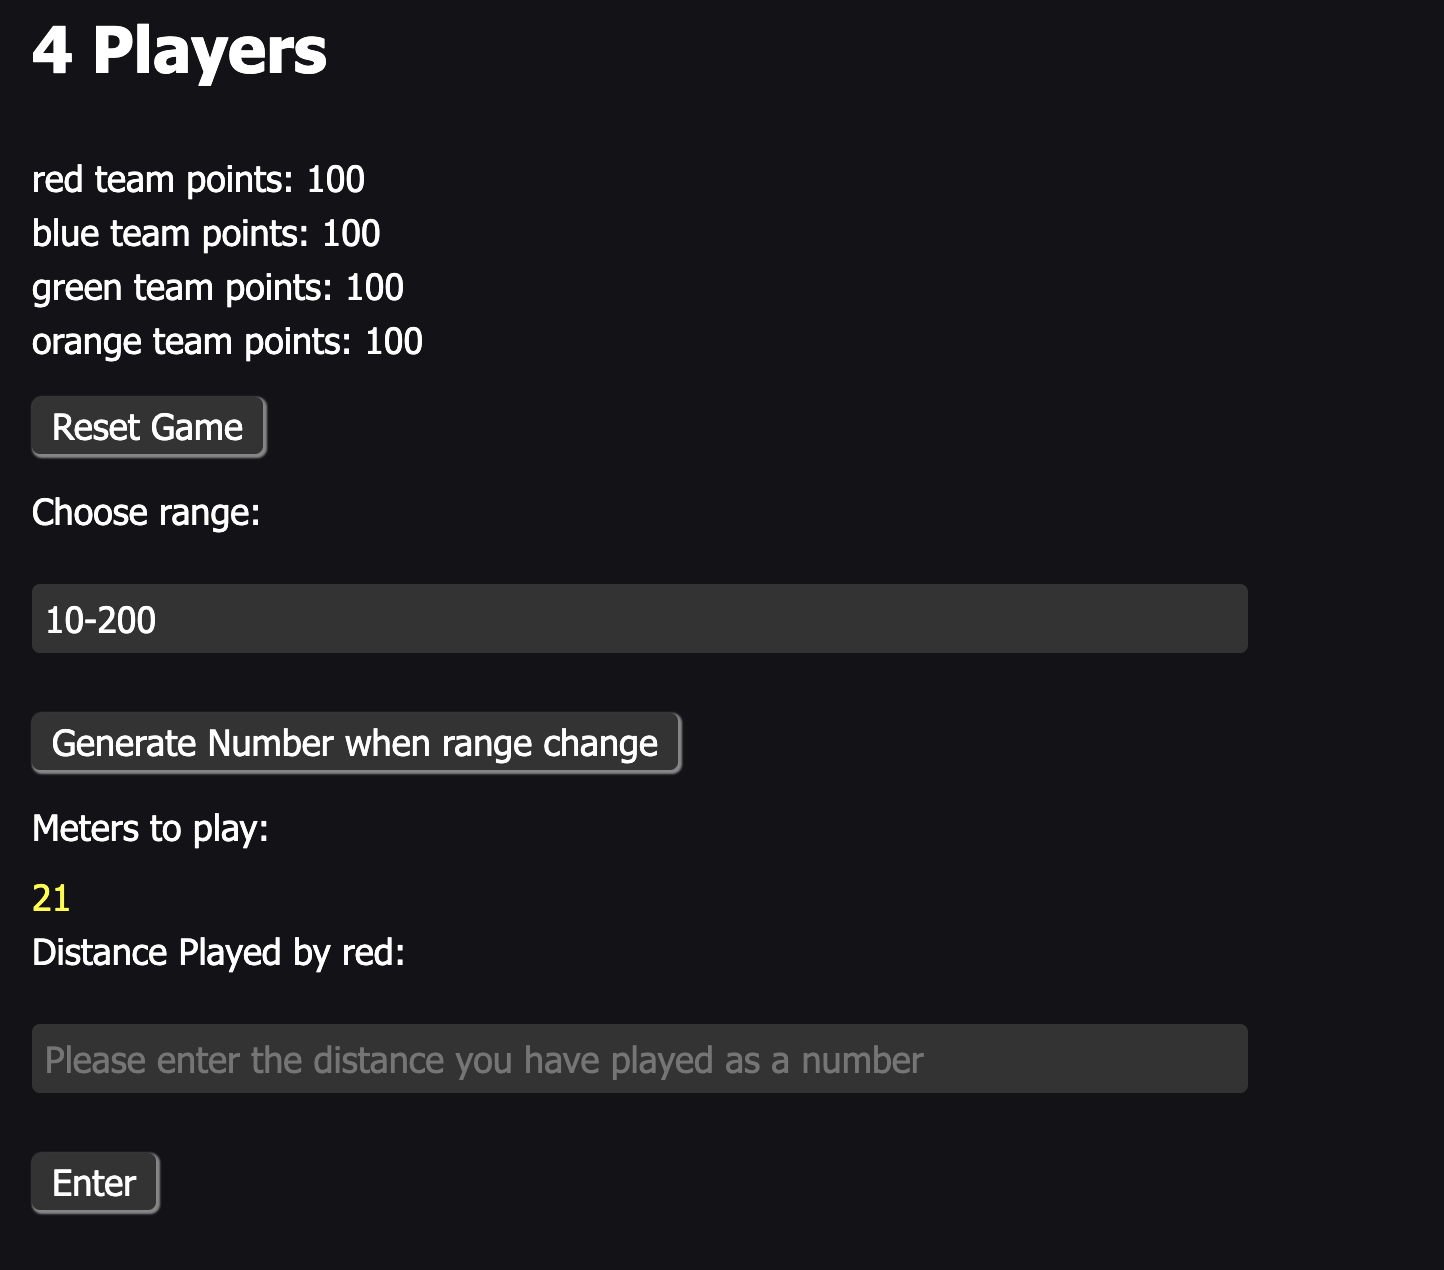 4 Players
red team points: 100
blue team points: 100
green team points: 100
orange team points: 100
Reset Game
Choose range:
10-200
Generate Number when range change
Meters to play:
21
Distance Played by red:
Please enter the distance you have played as a number
Enter